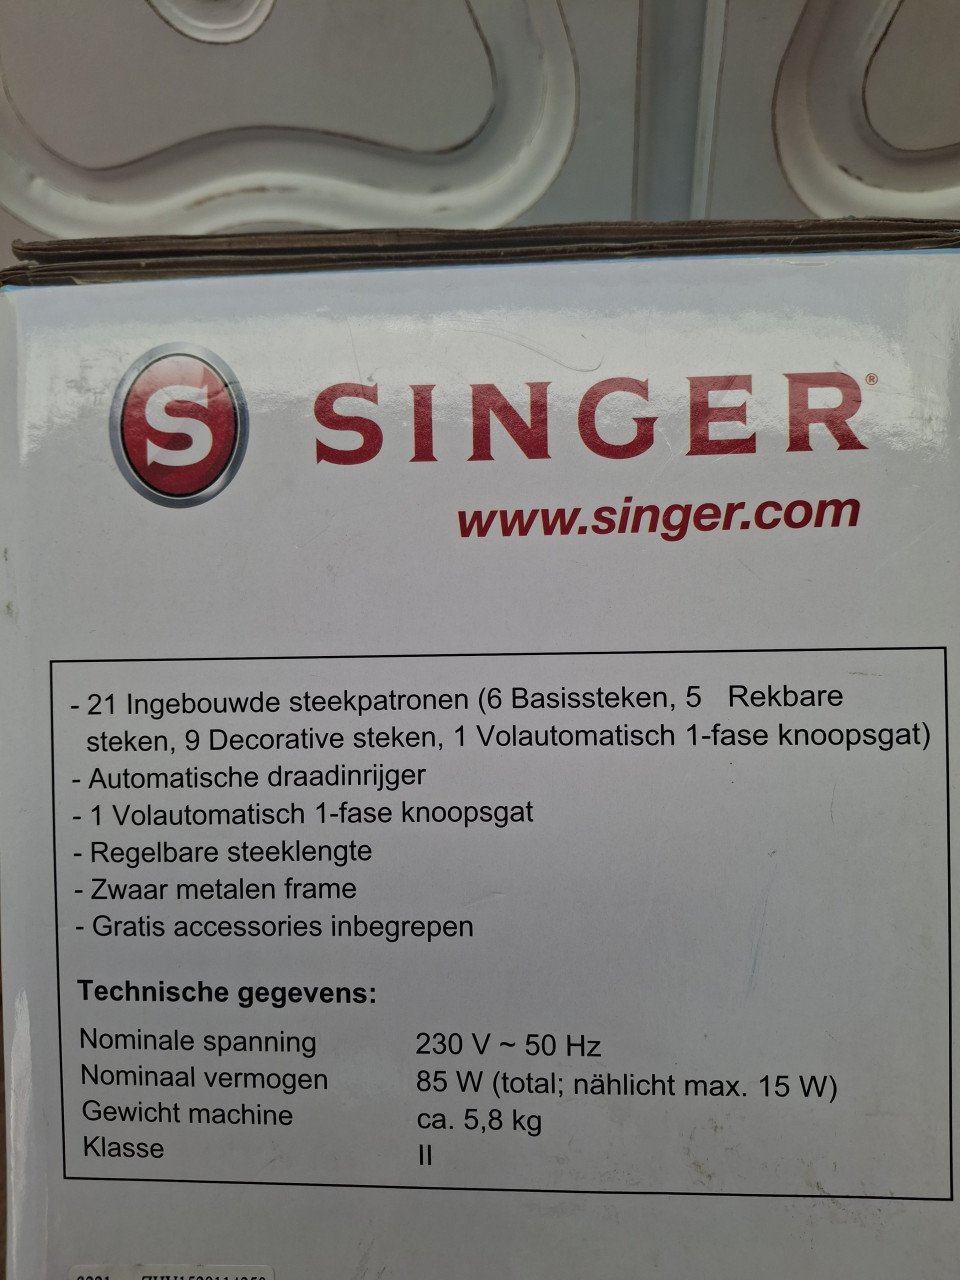 S SINGER®
www.singer.com
- 21 Ingebouwde steekpatronen (6 Basissteken, 5 Rekbare
steken, 9 Decorative steken, 1 Volautomatisch 1-fase knoopsgat)
- Automatische draadinrijger
- 1 Volautomatisch 1-fase knoopsgat
- Regelbare steeklengte
- Zwaar metalen frame
- Gratis accessories inbegrepen
Technische gegevens:
Nominale spanning 230 V ~ 50 Hz
Nominaal vermogen 85 W (total; nählicht max. 15 W)
Gewicht machine ca. 5,8 kg
Klasse II